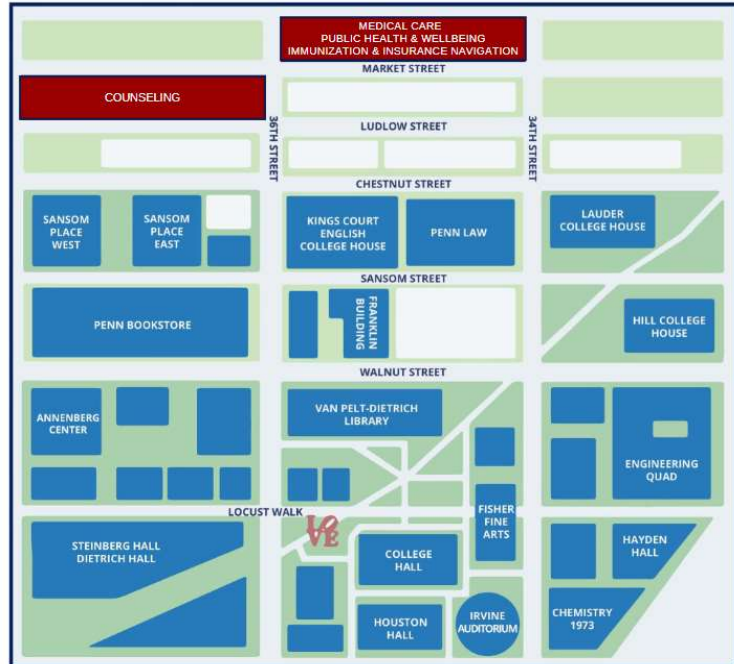 MEDICAL CARE
PUBLIC HEALTH & WELLBEING
IMMUNIZATION & INSURANCE NAVIGATION
MARKET STREET
COUNSELING
36TH STREET
34TH STREET
LUDLOW STREET
CHESTNUT STREET
SANSOM
PLACE
WEST
SANSOM
PLACE
EAST
KINGS COURT
ENGLISH
COLLEGE HOUSE
PENN LAW
LAUDER
COLLEGE HOUSE
SANSOM STREET
PENN BOOKSTORE
FRANKLIN
BUILDING
HILL COLLEGE
HOUSE
WALNUT STREET
ANNENBERG
CENTER
VAN PELT-DIETRICH
LIBRARY
ENGINEERING
QUAD
LOCUST WALK
LOVE
FISHER
FINE
ARTS
STEINBERG HALL
DIETRICH HALL
COLLEGE
HALL
HAYDEN
HALL
HOUSTON
HALL
IRVINE
AUDITORIUM
CHEMISTRY
1973